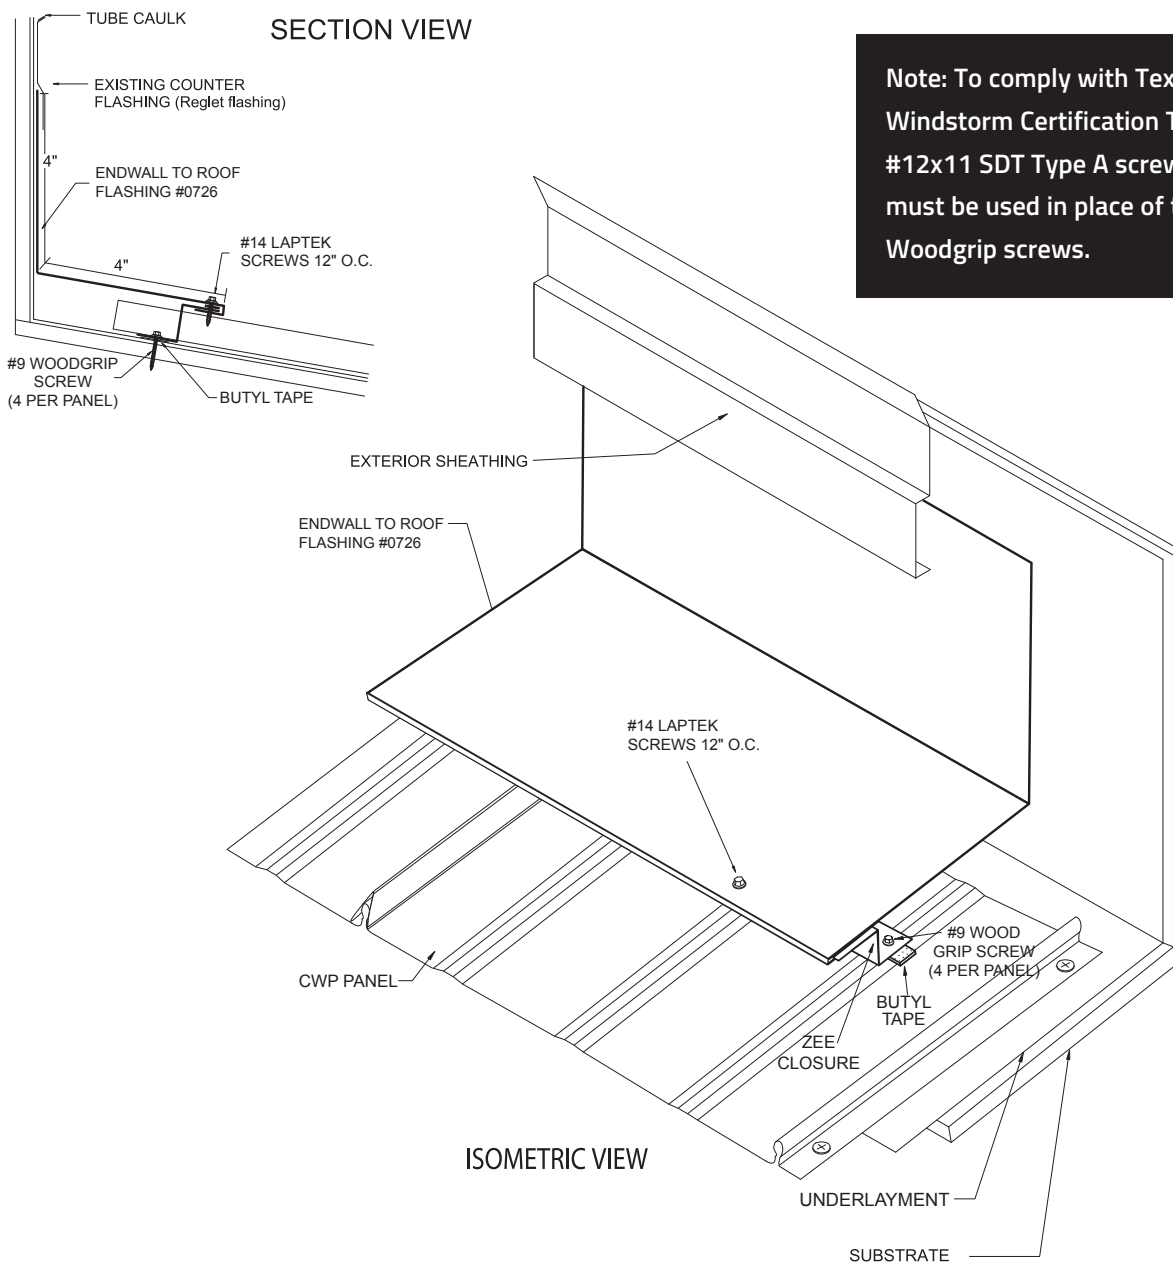 TUBE CAULK
SECTION VIEW
EXISTING COUNTER
FLASHING (Reglet flashing)
4"
ENDWALL TO ROOF
FLASHING #0726
#14 LAPTEK
SCREWS 12" O.C.
4"
#9 WOODGRIP
SCREW
(4 PER PANEL)
BUTYL TAPE
Note: To comply with
Windstorm Certification
#12x11 SDT Type A
must be used in place of
Woodgrip screws.
EXTERIOR SHEATHING
ENDWALL TO ROOF
FLASHING #0726
#14 LAPTEK
SCREWS 12" O.C.
#9 WOOD
GRIP SCREW
(4 PER PANEL)
CWP PANEL
BUTYL
TAPE
ZEE
CLOSURE
ISOMETRIC VIEW
UNDERLAYMENT
SUBSTRATE